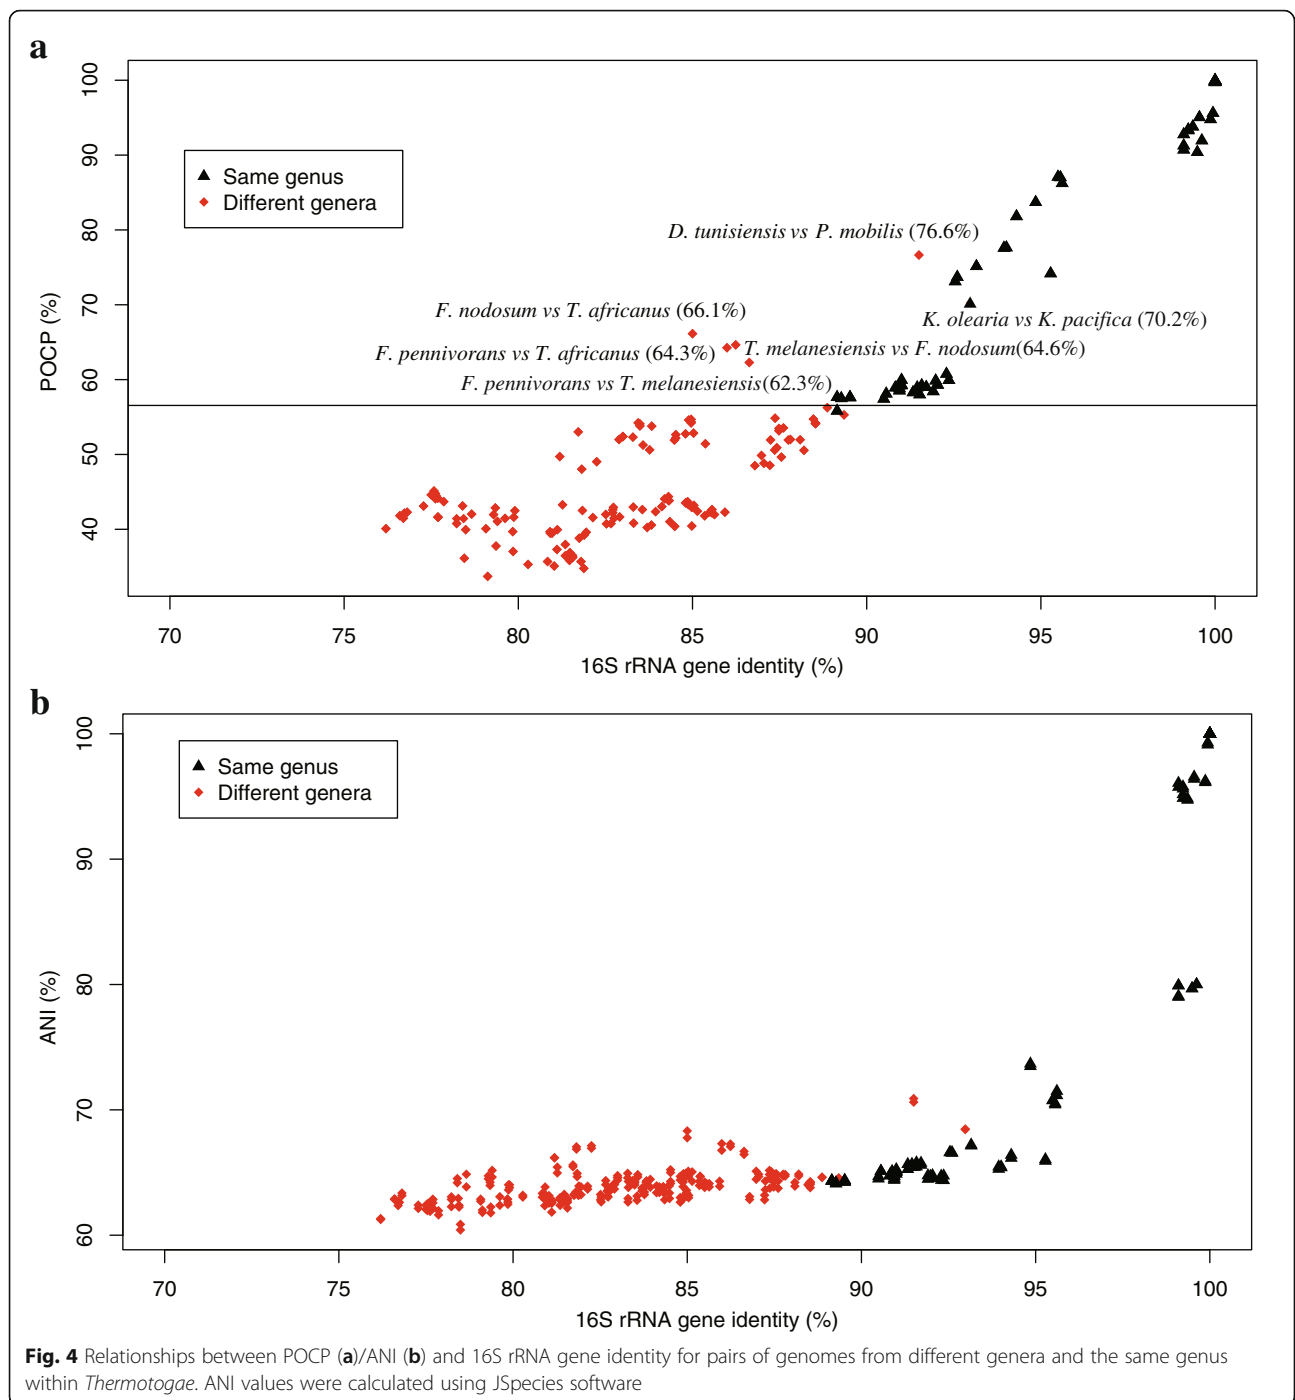 a
100
90
80
70
60
50
40
POCP (%)
Same genus
Different genera
D. tunisiensis vs P. mobilis (76.6%)
F. nodosum vs T. africanus (66.1%)
K. olearia vs K. pacifica (70.2%)
F. pennivorans vs T. africanus (64.3%)
T. melanesiensis vs F. nodosum(64.6%)
F. pennivorans vs T. melanesiensis(62.3%)
70 75 80 85 90 95 100
16S rRNA gene identity (%)
b
100
90
80
70
60
ANI (%)
Same genus
Different genera
70 75 80 85 90 95 100
16S rRNA gene identity (%)
Fig. 4 Relationships between POCP (a)/ANI (b) and 16S rRNA gene identity for pairs of genomes from different genera and the same genus
within Thermotogae. ANI values were calculated using JSpecies software